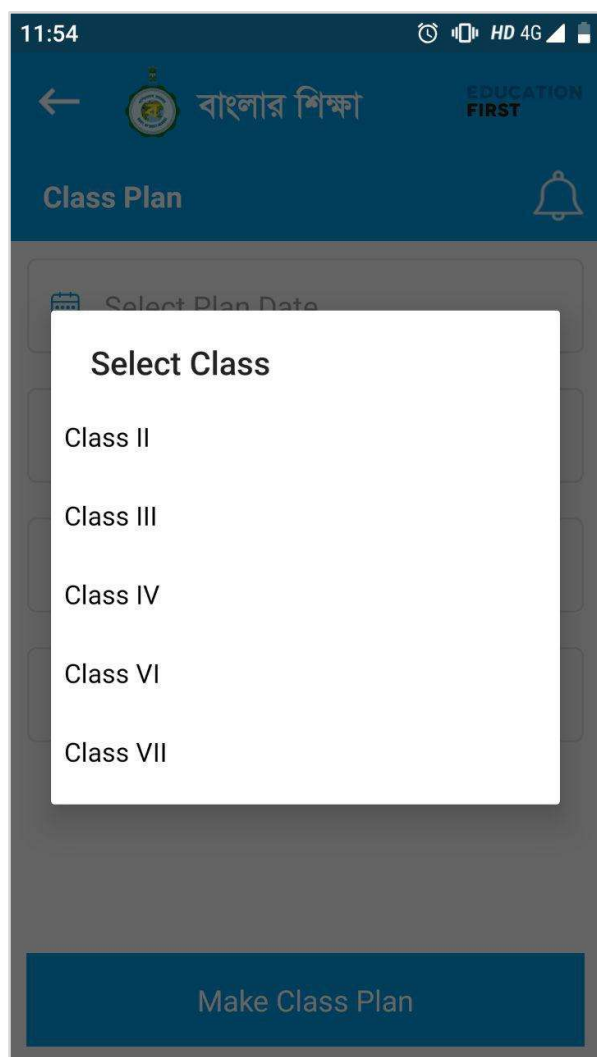 11:54 HD 4G
বাংলার শিক্ষা
EDUCATION
FIRST
Class Plan
Select Plan Date
Select Class
Class II
Class III
Class IV
Class VI
Class VII
Make Class Plan